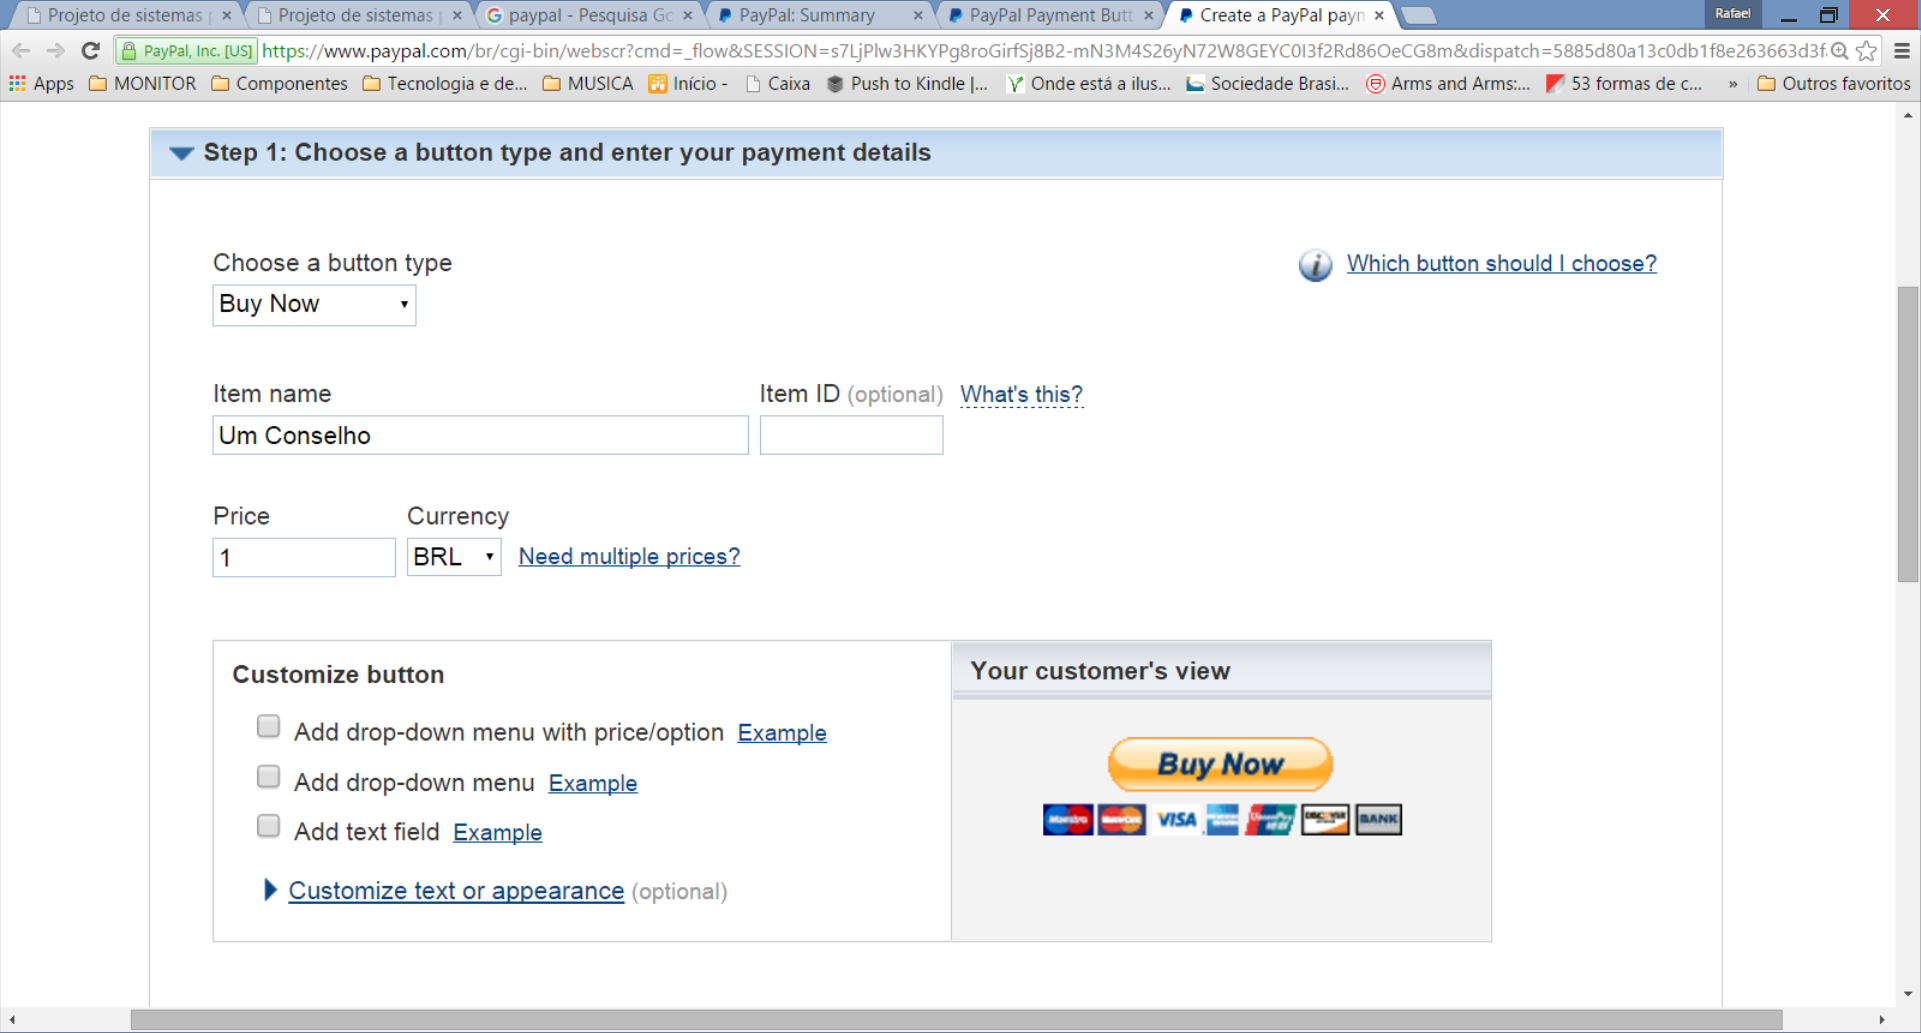 Projeto de sistemas
Projeto de sistemas
paypal - Pesquisa Go
PayPal: Summary
PayPal Payment Butt
Create a PayPal payn
Rafael
PayPal, Inc. [US]
https://www.paypal.com/br/cgi-bin/webscr?cmd=_flow&SESSION=s7LjPlw3HKYPg8roGirfSj8B2-mN3M4S26yN72W8GEYC0I3f2Rd86OeCG8m&dispatch=5885d80a13c0db1f8e263663d3f
Apps MONITOR Componentes Tecnologia e de... MUSICA Início - Caixa Push to Kindle |... Onde está a ilus... Sociedade Brasi... Arms and Arms:... 53 formas de c... » Outros favoritos
Step 1: Choose a button type and enter your payment details
Choose a button type
Which button should I choose?
Buy Now
Item name
Item ID (optional) What's this?
Um Conselho
Price
Currency
1
BRL
Need multiple prices?
Customize button
Add drop-down menu with price/option Example
Add drop-down menu Example
Add text field Example
Customize text or appearance (optional)
Your customer's view
Buy Now
Maestro MasterCard VISA UnionPay DISCOVER BANK